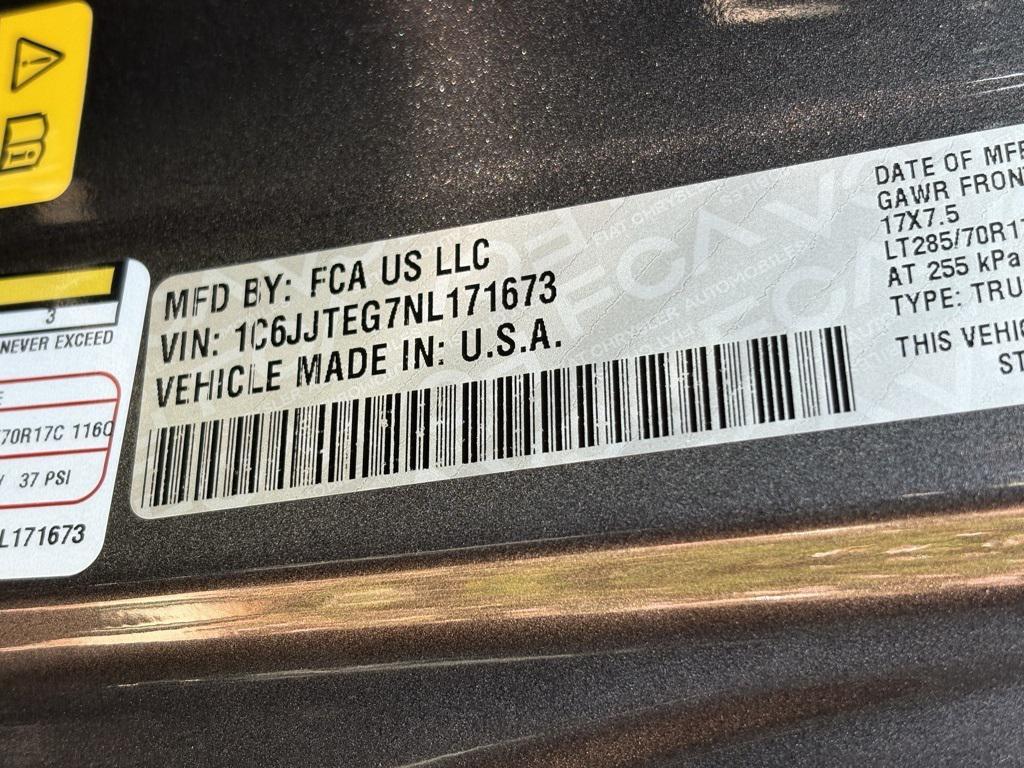 3
NEVER EXCEED
70R17C 116Q
37 PSI
L171673
MFD BY: FCA US LLC
VIN: 1C6JJTEG7NL171673
VEHICLE MADE IN: U.S.A.
DATE OF MFR
GAWR FRONT
17X7.5
LT285/70R17
AT 255 kPa
TYPE: TRU
THIS VEHIC
ST